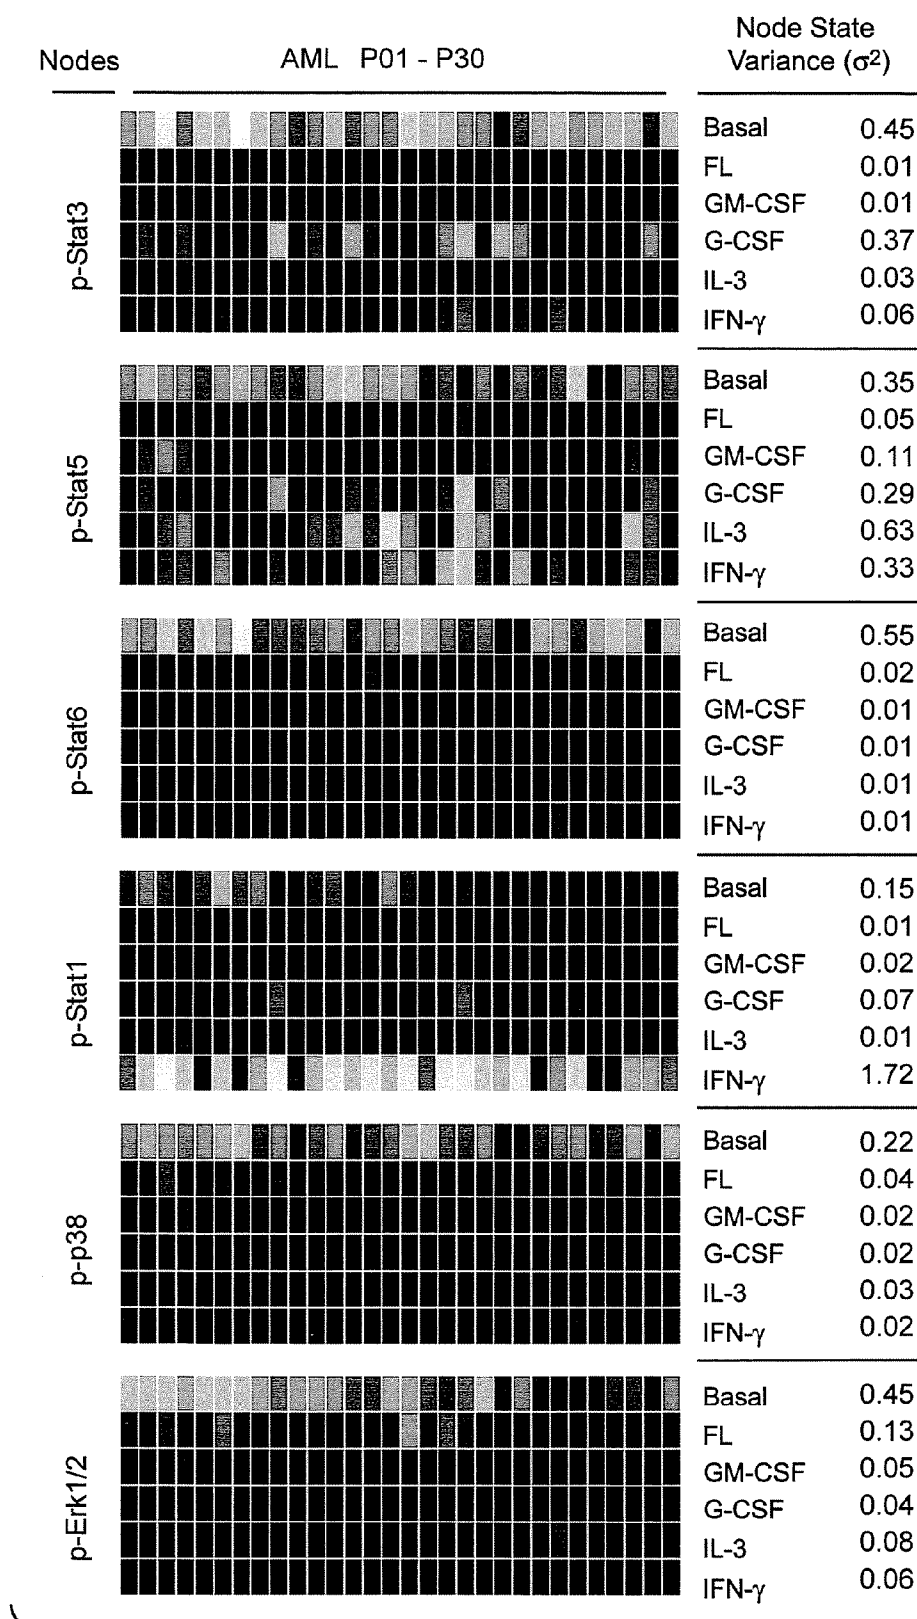 Nodes AML P01 - P30 Node State
Variance (σ²)
p-Stat3
Basal 0.45
FL 0.01
GM-CSF 0.01
G-CSF 0.37
IL-3 0.03
IFN-γ 0.06
p-Stat5
Basal 0.35
FL 0.05
GM-CSF 0.11
G-CSF 0.29
IL-3 0.63
IFN-γ 0.33
p-Stat6
Basal 0.55
FL 0.02
GM-CSF 0.01
G-CSF 0.01
IL-3 0.01
IFN-γ 0.01
p-Stat1
Basal 0.15
FL 0.01
GM-CSF 0.02
G-CSF 0.07
IL-3 0.01
IFN-γ 1.72
p-p38
Basal 0.22
FL 0.04
GM-CSF 0.02
G-CSF 0.02
IL-3 0.03
IFN-γ 0.02
p-Erk1/2
Basal 0.45
FL 0.13
GM-CSF 0.05
G-CSF 0.04
IL-3 0.08
IFN-γ 0.06